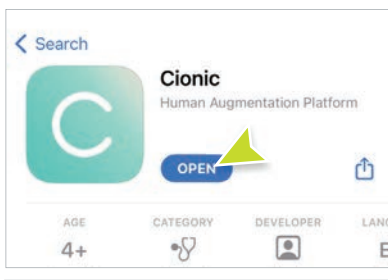 Search
C
Cionic
Human Augmentation Platform
OPEN
AGE
CATEGORY
DEVELOPER
4+